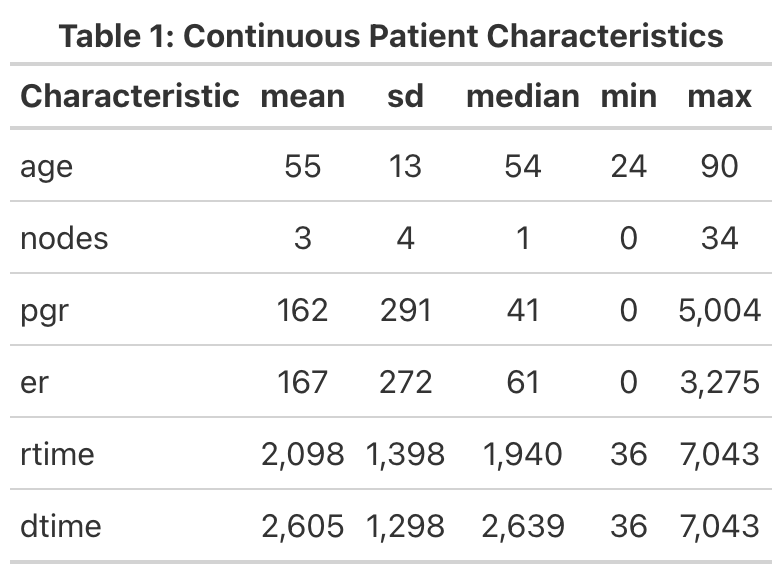 Table 1: Continuous Patient Characteristics
Characteristic mean sd median min max
age 55 13 54 24 90
nodes 3 4 1 0 34
pgr 162 291 41 0 5,004
er 167 272 61 0 3,275
rtime 2,098 1,398 1,940 36 7,043
dtime 2,605 1,298 2,639 36 7,043